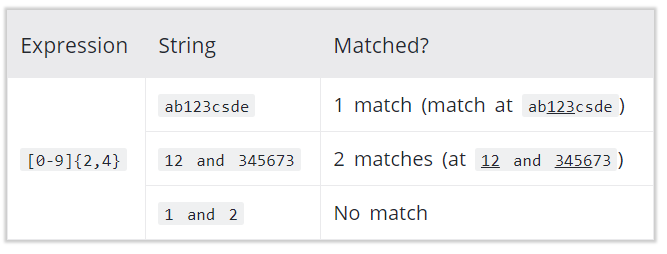 Expression String Matched?
ab123csde 1 match (match at ab123csde)
[0-9]{2,4} 12 and 345673 2 matches (at 12 and 345673)
1 and 2 No match